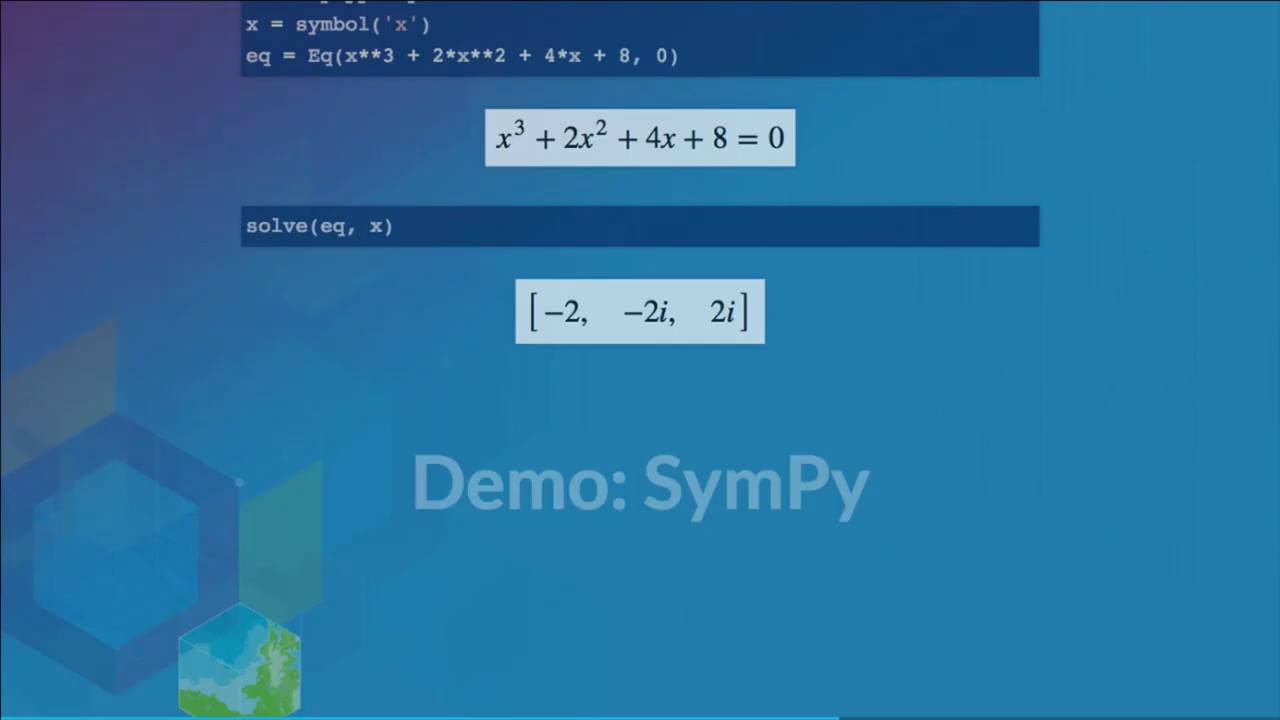 x = symbol('x')
eq = Eq(x**3 + 2*x**2 + 4*x + 8, 0)
x³ + 2x² + 4x + 8 = 0
solve(eq, x)
[−2, −2i, 2i]
Demo: SymPy